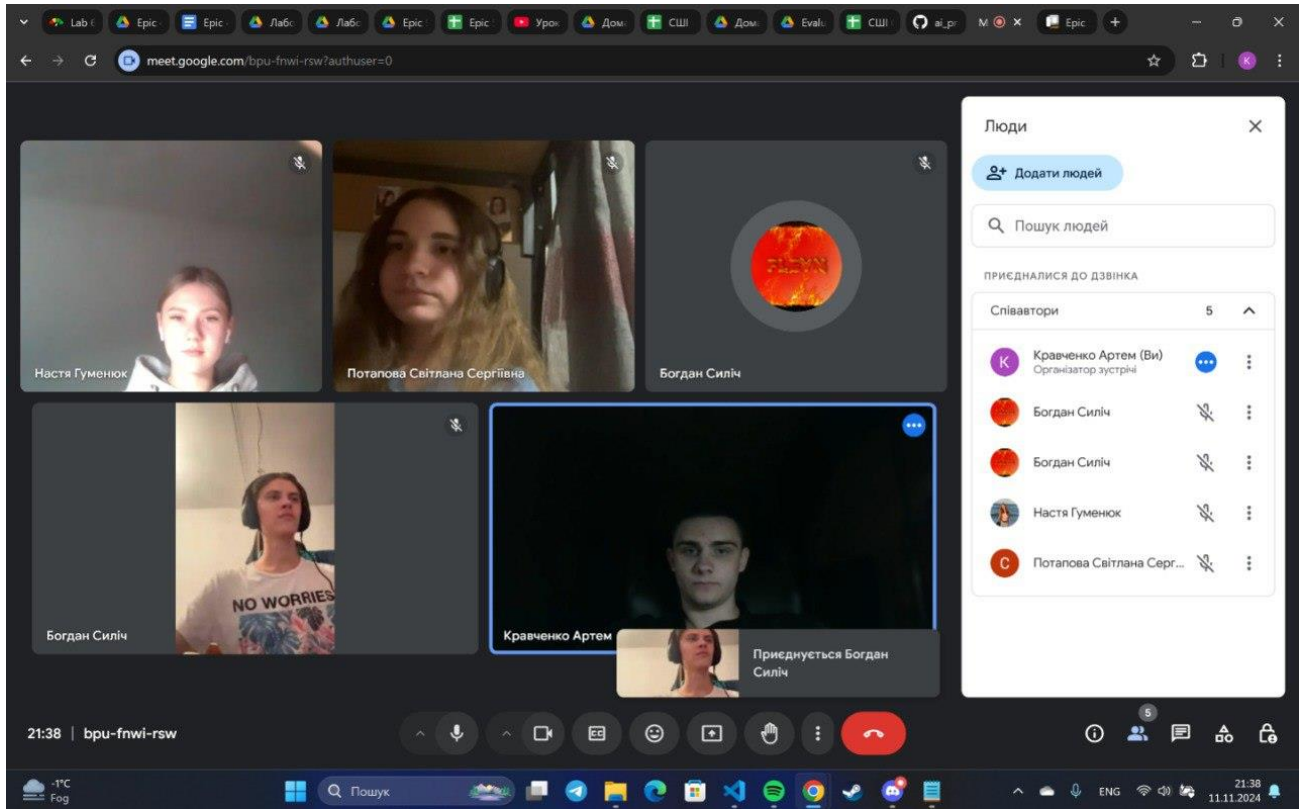 Lab 6
Epic
Epic
Лабс
Лабс
Epic
Epic
Урок
Дом
СШІ
Дом
Evalu
СШІ
ai_pr
M
Epic
meet.google.com/bpu-fnwi-rsw?authuser=0
Люди
Додати людей
Пошук людей
ПРИЄДНАЛИСЯ ДО ДЗВІНКА
Співавтори 5
К Кравченко Артем (Ви)
Організатор зустрічі
Богдан Силіч
Богдан Силіч
Настя Гуменюк
С Потапова Світлана Серг...
Настя Гуменюк
Потапова Світлана Сергіївна
Богдан Силіч
NO WORRIES
Богдан Силіч
Кравченко Артем
Приєднується Богдан
Силіч
21:38 | bpu-fnwi-rsw
CC
5
-1°C
Fog
Пошук
ENG
21:38
11.11.2024